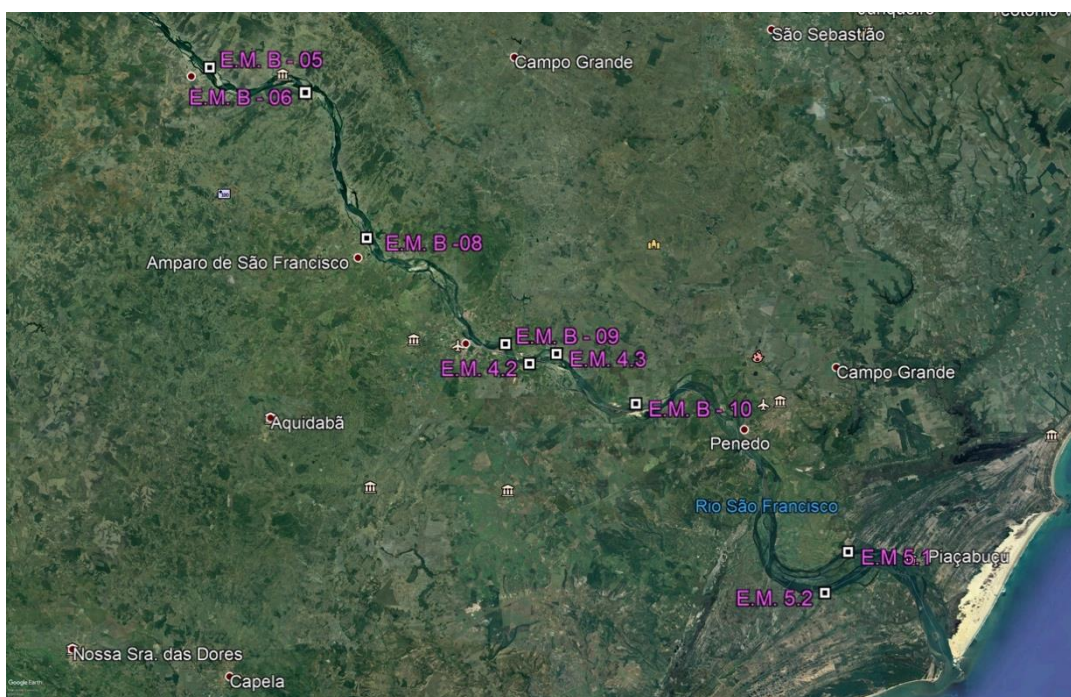 São Sebastião
E.M. B - 05
Campo Grande
E.M. B - 06
E.M. B -08
Amparo de São Francisco
E.M. B - 09
E.M. 4.2
E.M. 4.3
Campo Grande
E.M. B - 10
Aquidabã
Penedo
Rio São Francisco
E.M 5.1
Piaçabuçu
E.M. 5.2
Nossa Sra. das Dores
Capela
Google Earth